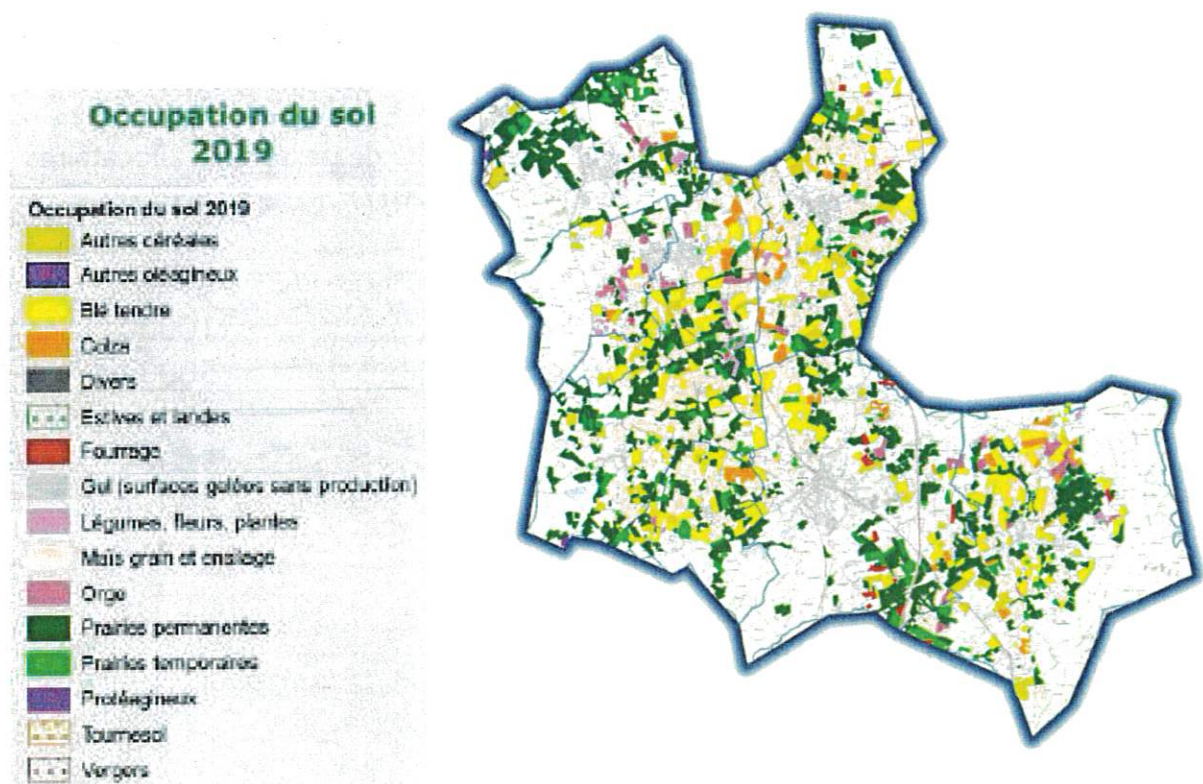 Occupation du sol
2019
Occupation du sol 2019
Autres céréales
Autres oléagineux
Blé tendre
Colza
Divers
Estives et landes
Fourrage
Gel (surfaces gelées sans production)
Légumes, fleurs, plantes
Maïs grain et ensilage
Orge
Prairies permanentes
Prairies temporaires
Protéagineux
Tournesol
Vergers